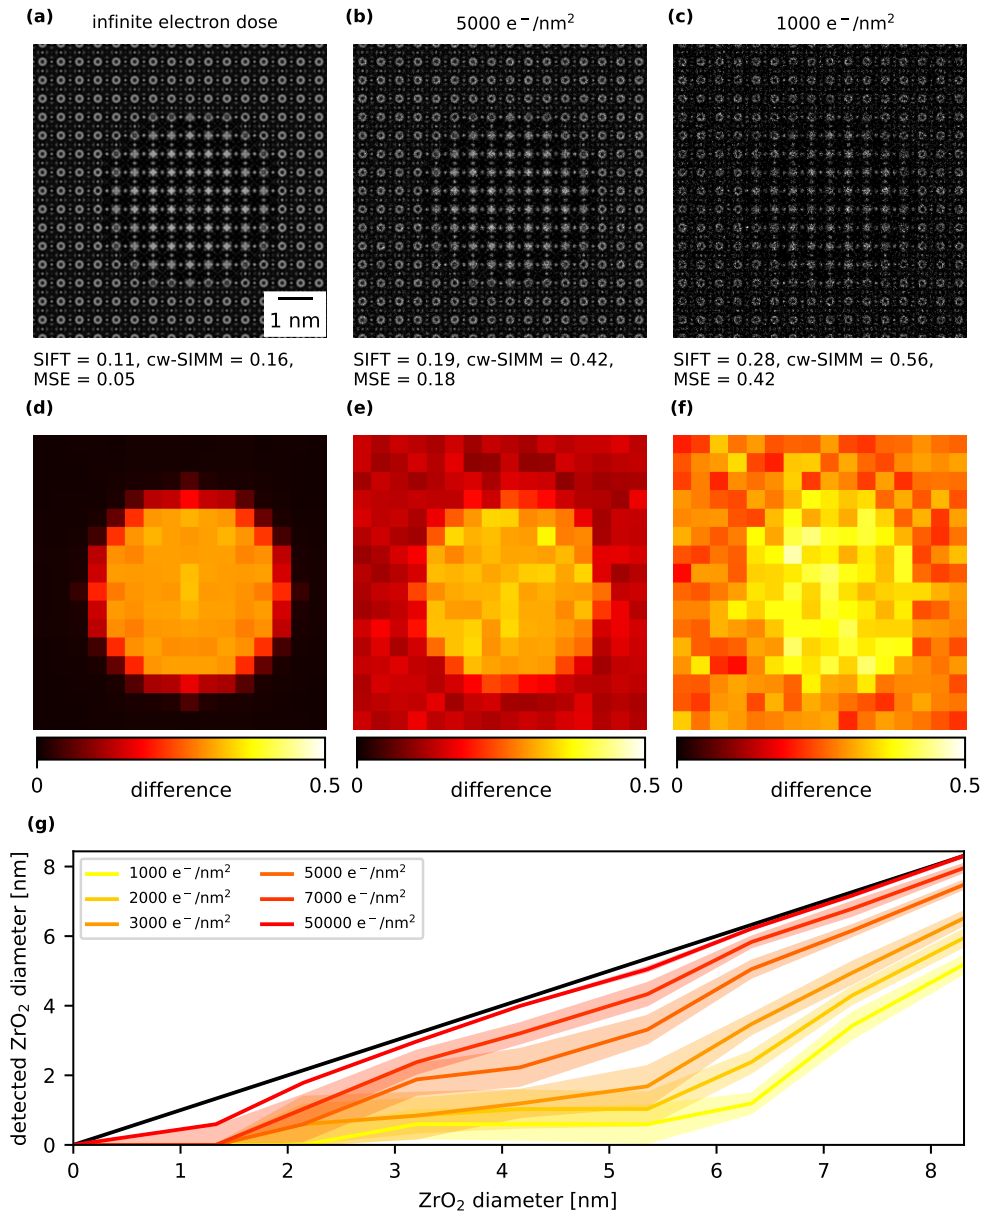 (a) infinite electron dose
(b) 5000 e⁻/nm²
(c) 1000 e⁻/nm²
1 nm
SIFT = 0.11, cw-SIMM = 0.16,
MSE = 0.05
SIFT = 0.19, cw-SIMM = 0.42,
MSE = 0.18
SIFT = 0.28, cw-SIMM = 0.56,
MSE = 0.42
(d)
(e)
(f)
0 0.5
difference
0 0.5
difference
0 0.5
difference
(g)
detected ZrO₂ diameter [nm]
8
6
4
2
0
1000 e⁻/nm²
2000 e⁻/nm²
3000 e⁻/nm²
5000 e⁻/nm²
7000 e⁻/nm²
50000 e⁻/nm²
0 1 2 3 4 5 6 7 8
ZrO₂ diameter [nm]